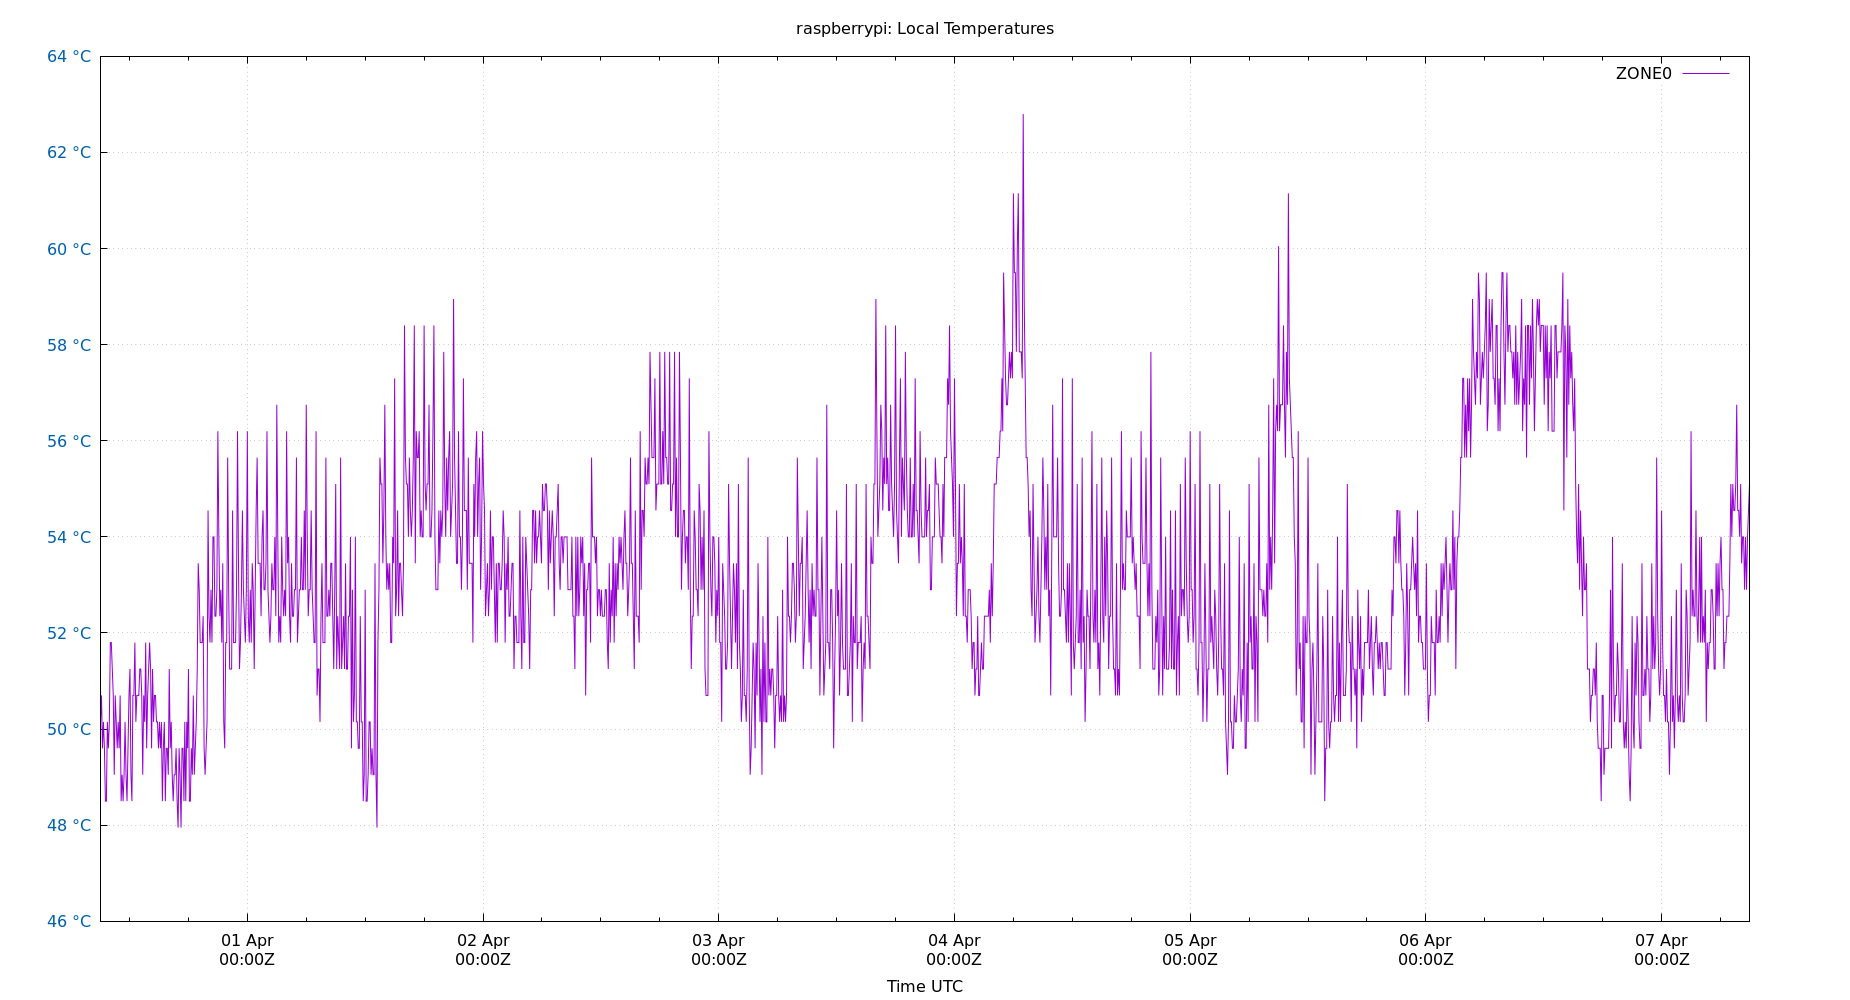 raspberrypi: Local Temperatures
64 °C
ZONE0
62 °C
60 °C
58 °C
56 °C
54 °C
52 °C
50 °C
48 °C
46 °C
01 Apr 02 Apr 03 Apr 04 Apr 05 Apr 06 Apr 07 Apr
00:00Z 00:00Z 00:00Z 00:00Z 00:00Z 00:00Z 00:00Z
Time UTC